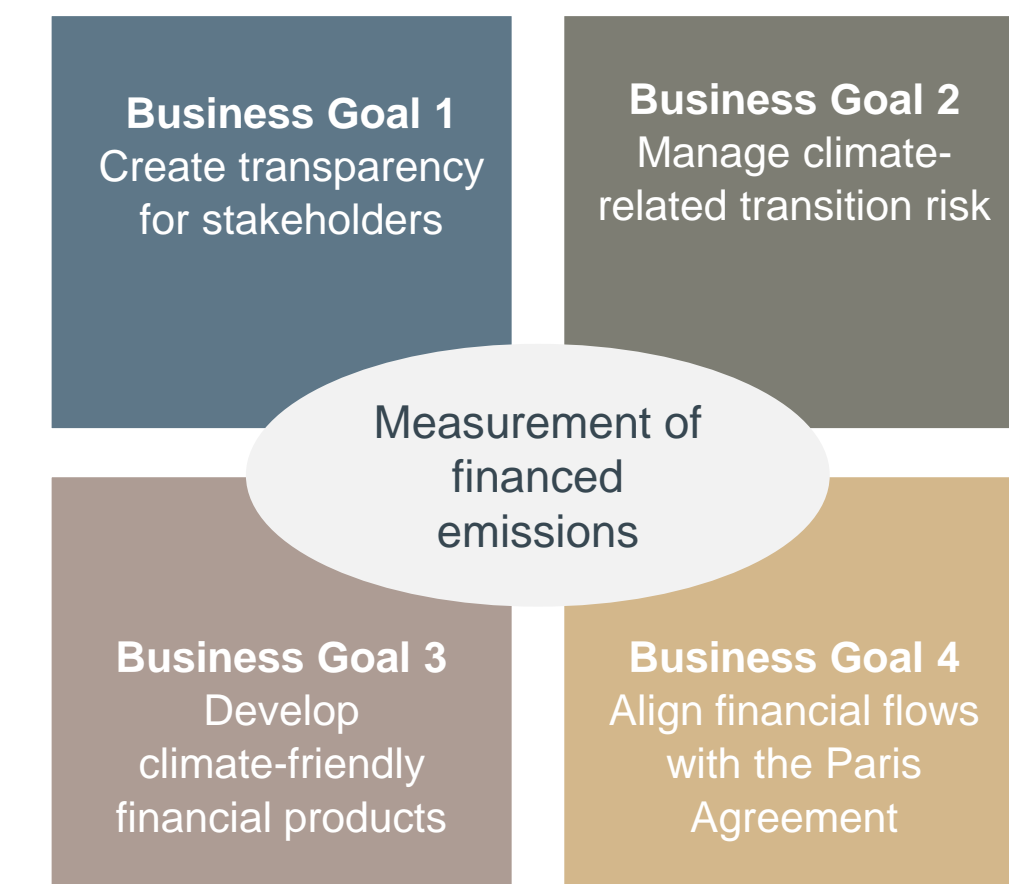 Business Goal 1
Create transparency
for stakeholders
Business Goal 2
Manage climate-
related transition risk
Measurement of
financed
emissions
Business Goal 3
Develop
climate-friendly
financial products
Business Goal 4
Align financial flows
with the Paris
Agreement